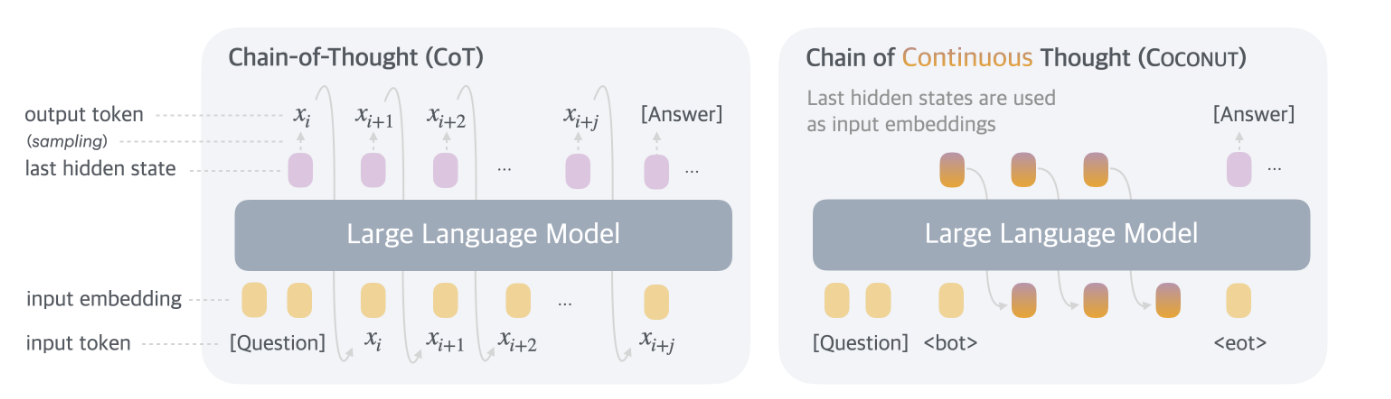 Chain-of-Thought (CoT)
output token
(sampling)
last hidden state
x_i
x_{i+1}
x_{i+2}
x_{i+j}
[Answer]
...
...
Large Language Model
input embedding
...
input token
[Question]
x_i
x_{i+1}
x_{i+2}
x_{i+j}
Chain of Continuous Thought (COCONUT)
Last hidden states are used
as input embeddings
[Answer]
...
Large Language Model
[Question]
<bot>
<eot>